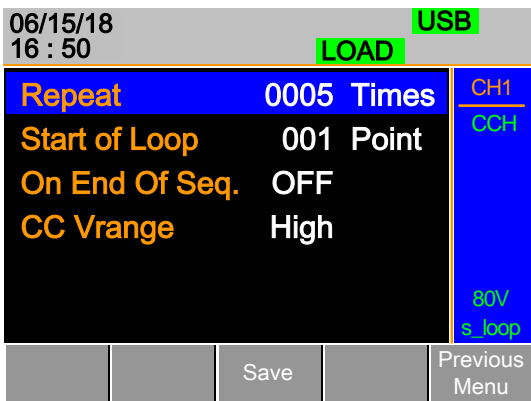 06/15/18
USB
16 : 50
LOAD
Repeat 0005 Times
Start of Loop 001 Point
On End Of Seq. OFF
CC Vrange High
CH1
CCH
80V
s_loop
Save
Previous
Menu